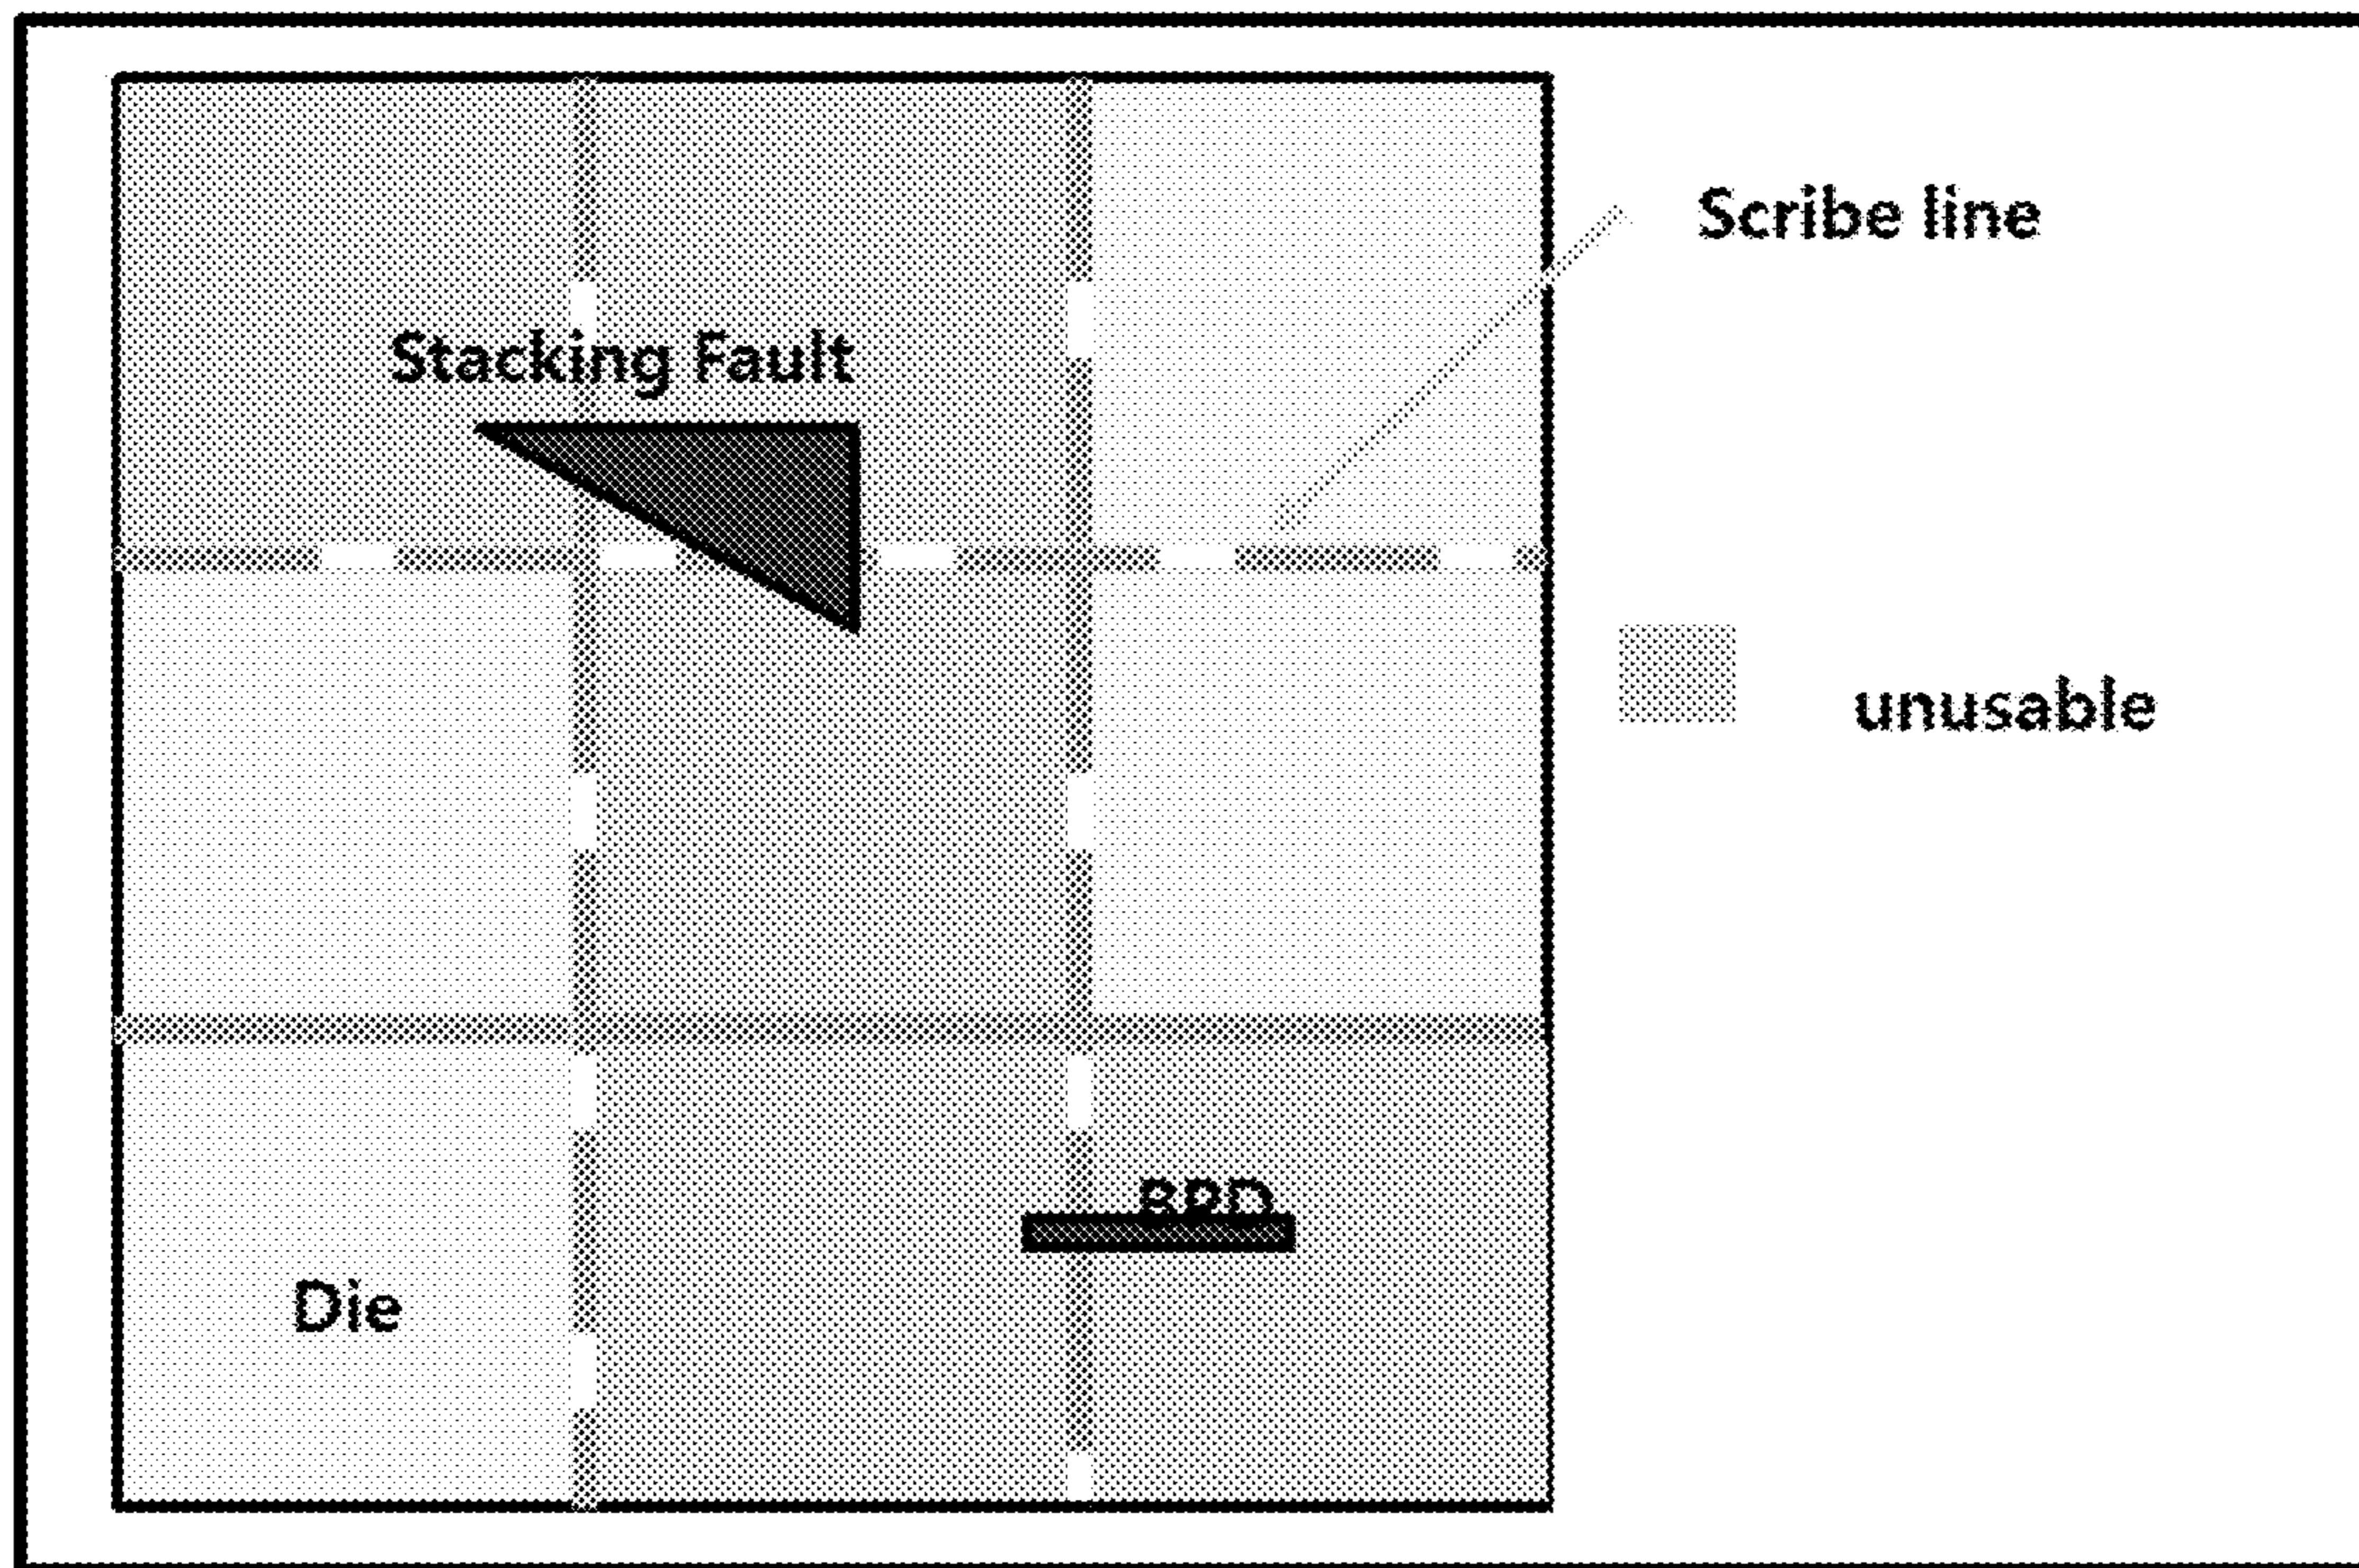 Scribe line
Stacking Fault
unusable
BPD
Die